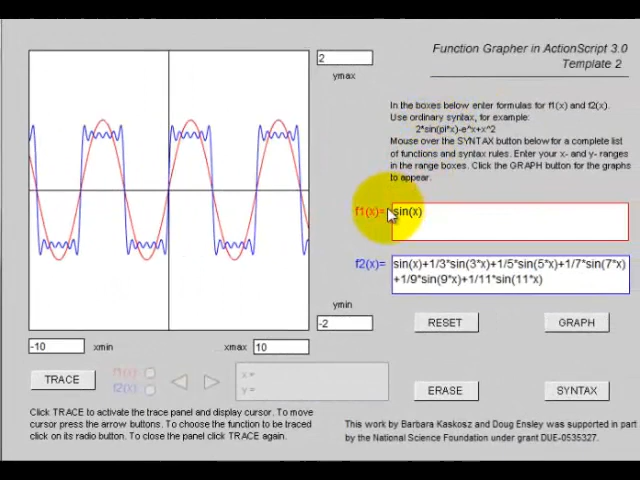 Function Grapher in ActionScript 3.0
Template 2
2
ymax
In the boxes below enter formulas for f1(x) and f2(x).
Use ordinary syntax, for example:
2*sin(pi*x)-e^x+x^2
Mouse over the SYNTAX button below for a complete list
of functions and syntax rules. Enter your x- and y- ranges
in the range boxes. Click the GRAPH button for the graphs
to appear.
f1(x)= sin(x)
f2(x)= sin(x)+1/3*sin(3*x)+1/5*sin(5*x)+1/7*sin(7*x)
+1/9*sin(9*x)+1/11*sin(11*x)
ymin
-2
RESET GRAPH
-10 xmin xmax 10
TRACE f1(x) x =
f2(x) y =
ERASE SYNTAX
Click TRACE to activate the trace panel and display cursor. To move
cursor press the arrow buttons. To choose the function to be traced
click on its radio button. To close the panel click TRACE again.
This work by Barbara Kaskosz and Doug Ensley was supported in part
by the National Science Foundation under grant DUE-0535327.